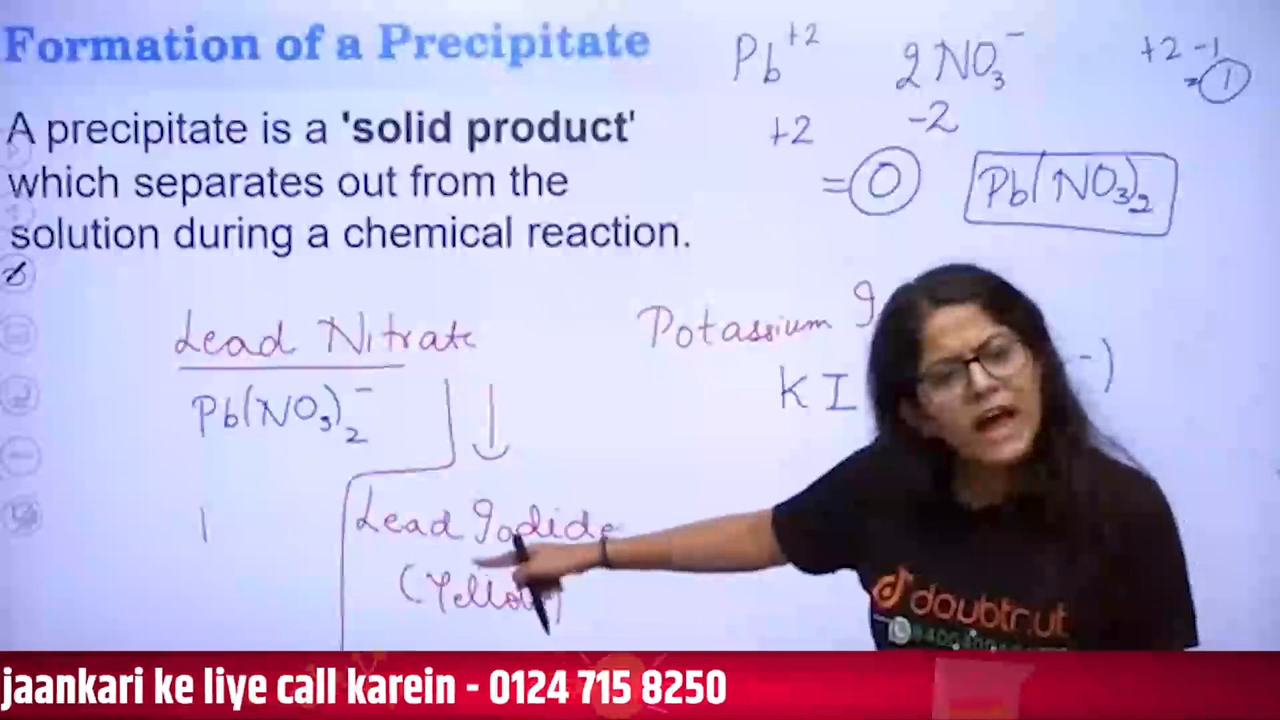 Formation of a Precipitate
A precipitate is a 'solid product'
which separates out from the
solution during a chemical reaction.
Pb⁺² 2NO₃⁻ +2 -1
+2 -2 = 1
= 0 Pb(NO₃)₂
Lead Nitrate Potassium
Pb(NO₃)₂⁻ KI -)
Lead Iodide
(Yellow)
doubtnut
jaankari ke liye call karein - 0124 715 8250